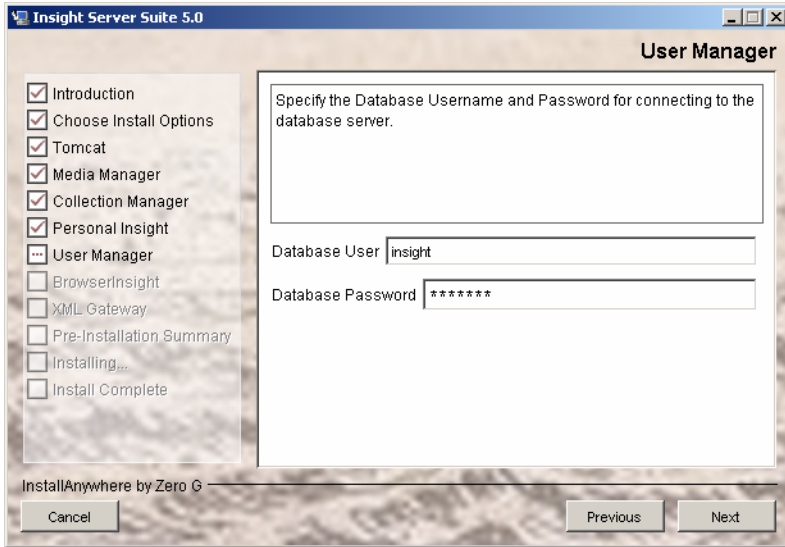 Insight Server Suite 5.0
User Manager
Introduction
Choose Install Options
Tomcat
Media Manager
Collection Manager
Personal Insight
User Manager
BrowserInsight
XML Gateway
Pre-Installation Summary
Installing...
Install Complete
Specify the Database Username and Password for connecting to the
database server.
Database User insight
Database Password *******
InstallAnywhere by Zero G
Cancel
Previous
Next